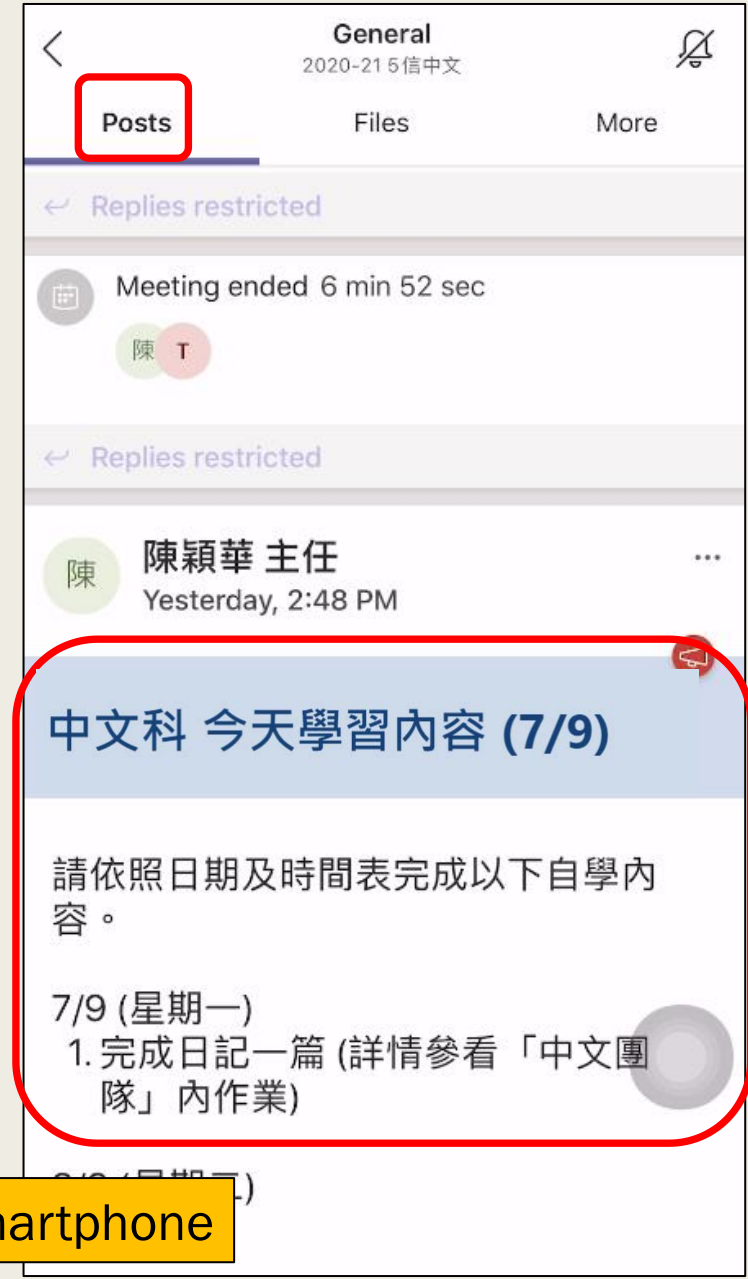 General
2020-21 5信中文
Posts Files More
Replies restricted
Meeting ended 6 min 52 sec
陳 T
Replies restricted
陳 陳穎華 主任
Yesterday, 2:48 PM
中文科 今天學習內容 (7/9)
請依照日期及時間表完成以下自學內
容。
7/9 (星期一)
1. 完成日記一篇 (詳情參看「中文團
隊」內作業)
artphone